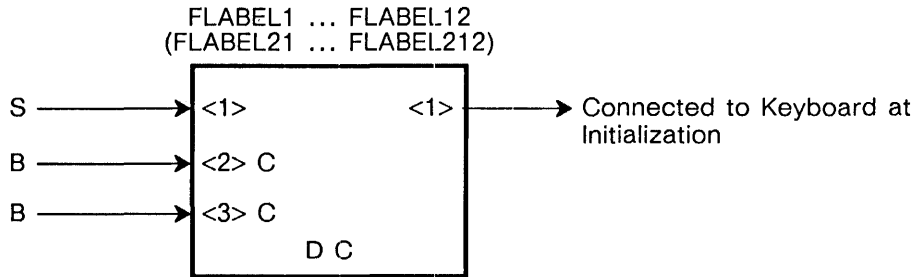 FLABEL1 ... FLABEL12
(FLABEL21 ... FLABEL212)
S <1> <1> Connected to Keyboard at
Initialization
B <2> C
B <3> C
D C